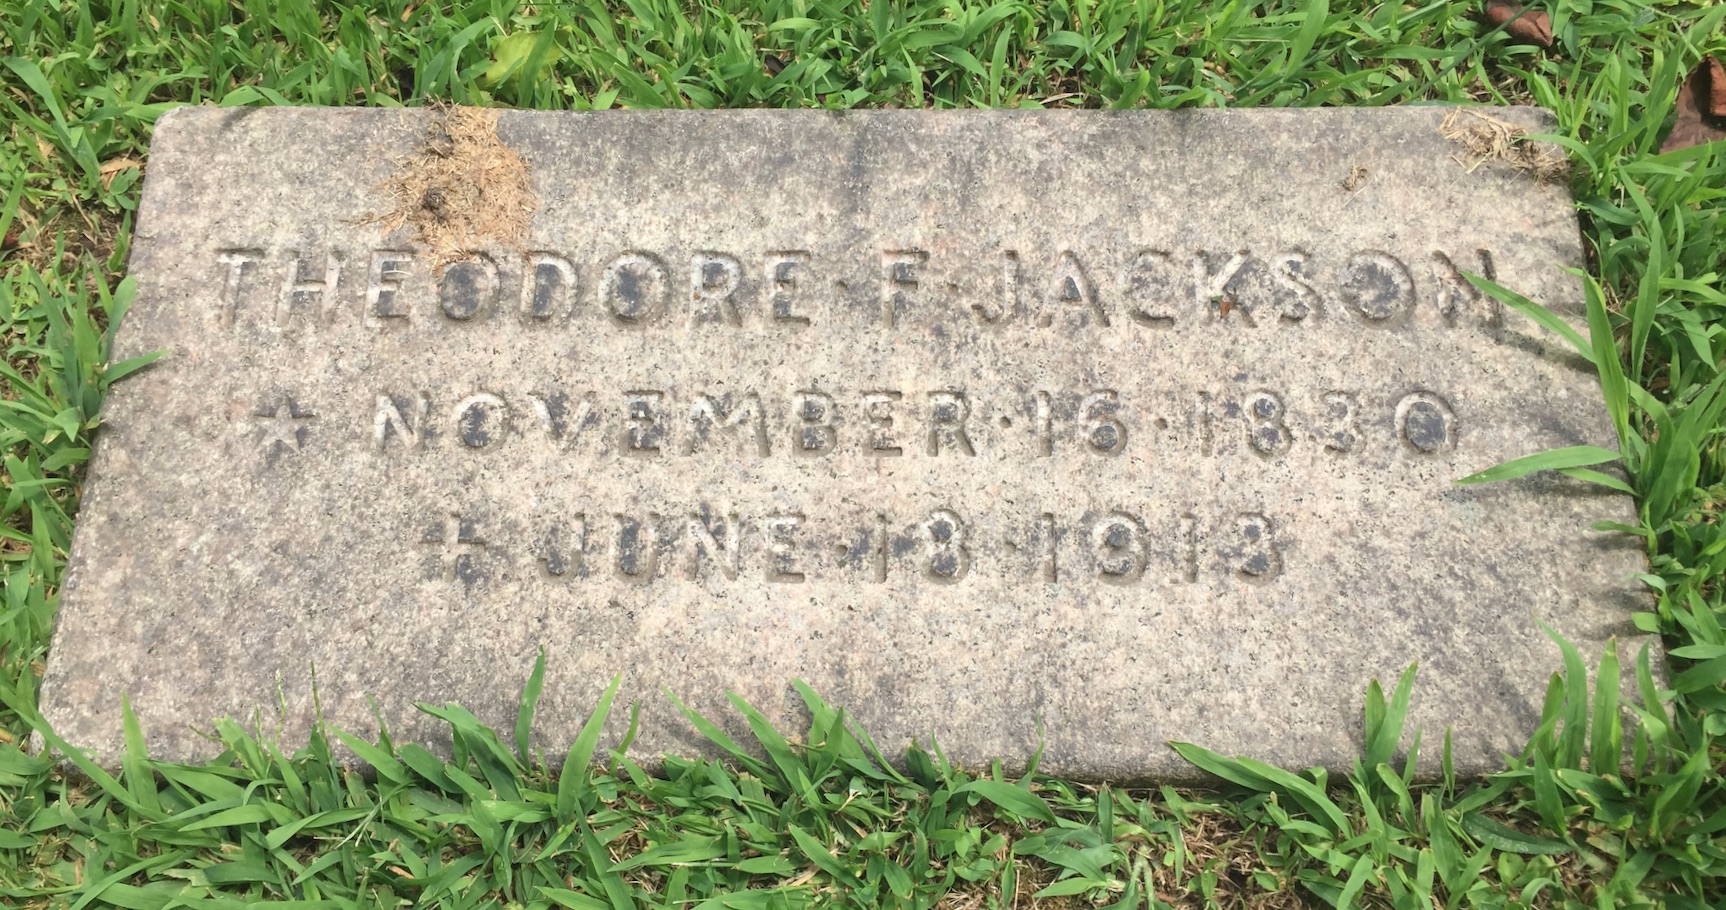 THEODORE · F · JACKSON
☆ NOVEMBER · 16 · 1830
+ JUNE · 18 · 1913